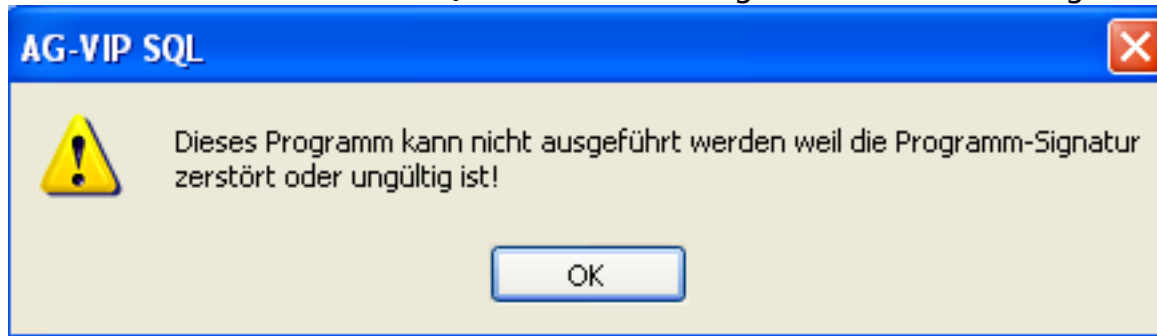 AG-VIP SQL
Dieses Programm kann nicht ausgeführt werden weil die Programm-Signatur
zerstört oder ungültig ist!
OK